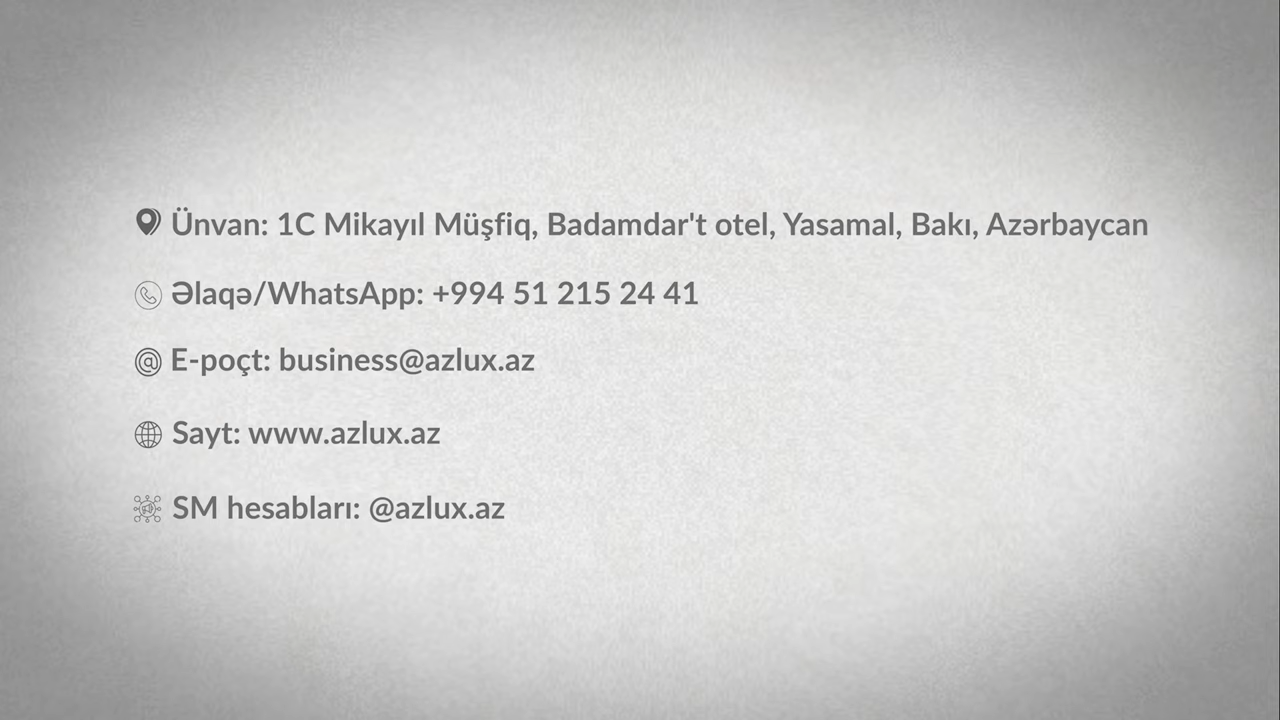 Ünvan: 1C Mikayıl Müşfiq, Badamdar't otel, Yasamal, Bakı, Azərbaycan
Əlaqə/WhatsApp: +994 51 215 24 41
E-poçt: business@azlux.az
Sayt: www.azlux.az
SM hesabları: @azlux.az